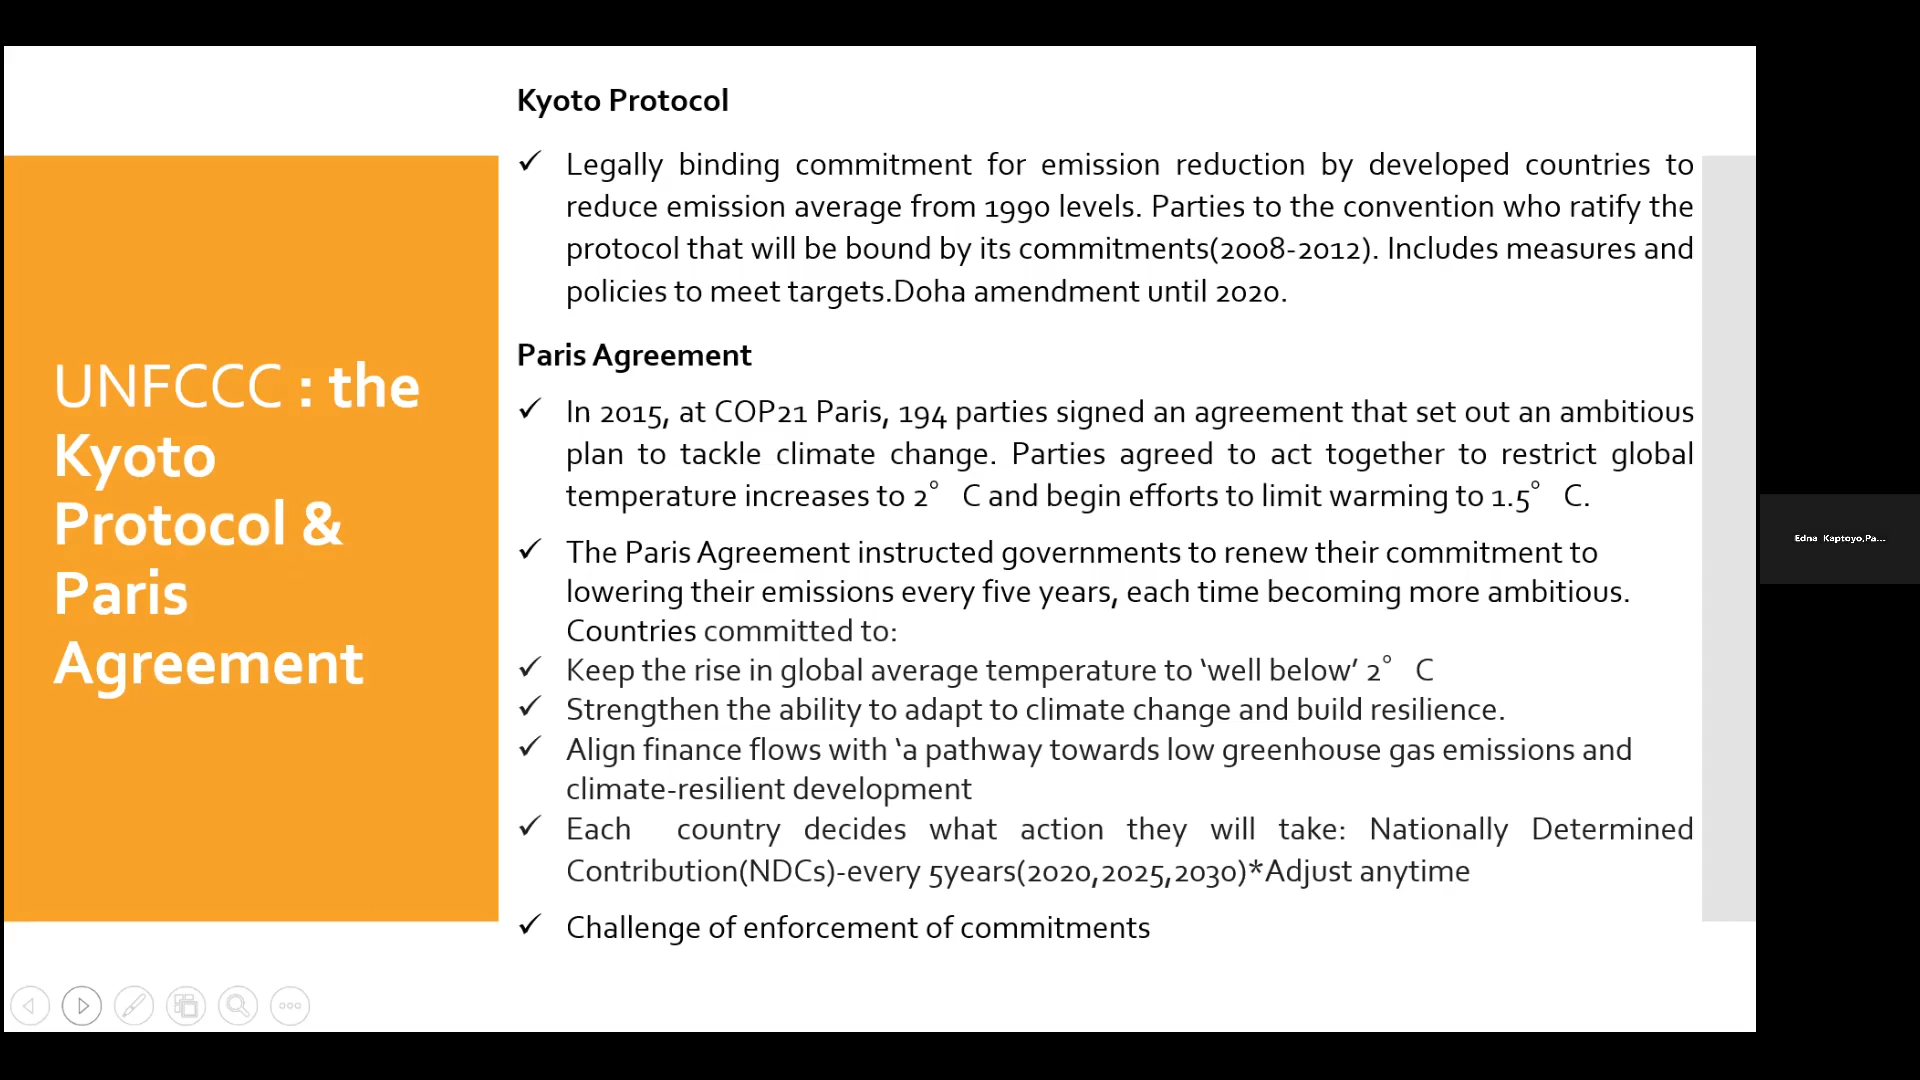 UNFCCC : the
Kyoto
Protocol &
Paris
Agreement
Kyoto Protocol
✓ Legally binding commitment for emission reduction by developed countries to
reduce emission average from 1990 levels. Parties to the convention who ratify the
protocol that will be bound by its commitments(2008-2012). Includes measures and
policies to meet targets.Doha amendment until 2020.
Paris Agreement
✓ In 2015, at COP21 Paris, 194 parties signed an agreement that set out an ambitious
plan to tackle climate change. Parties agreed to act together to restrict global
temperature increases to 2° C and begin efforts to limit warming to 1.5° C.
✓ The Paris Agreement instructed governments to renew their commitment to
lowering their emissions every five years, each time becoming more ambitious.
Countries committed to:
✓ Keep the rise in global average temperature to ‘well below’ 2° C
✓ Strengthen the ability to adapt to climate change and build resilience.
✓ Align finance flows with ‘a pathway towards low greenhouse gas emissions and
climate-resilient development
✓ Each country decides what action they will take: Nationally Determined
Contribution(NDCs)-every 5years(2020,2025,2030)*Adjust anytime
✓ Challenge of enforcement of commitments
Edna Kaptoyo,Pa...